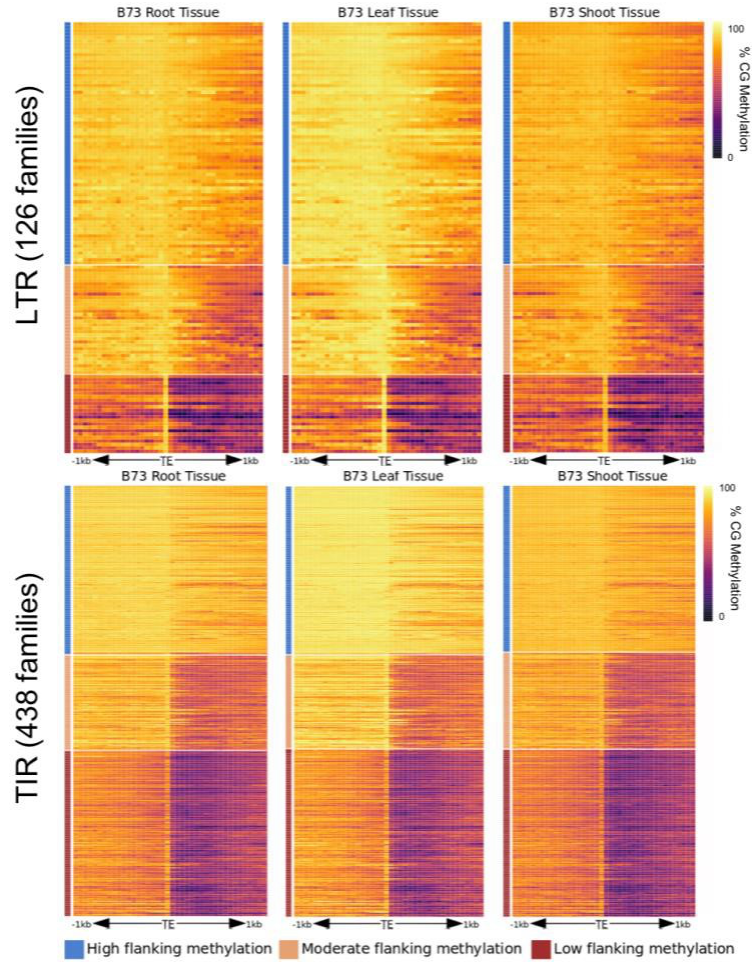 B73 Root Tissue B73 Leaf Tissue B73 Shoot Tissue
LTR (126 families)
100
% CG Methylation
0
-1kb TE 1kb -1kb TE 1kb -1kb TE 1kb
B73 Root Tissue B73 Leaf Tissue B73 Shoot Tissue
TIR (438 families)
100
% CG Methylation
0
-1kb TE 1kb -1kb TE 1kb -1kb TE 1kb
High flanking methylation Moderate flanking methylation Low flanking methylation